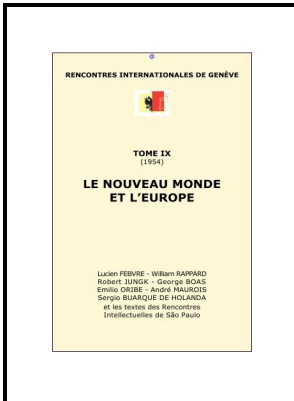 RENCONTRES INTERNATIONALES DE GENÈVE
TOME IX
(1954)
LE NOUVEAU MONDE
ET L'EUROPE
Lucien FEBVRE - William RAPPARD
Robert JUNGK - George BOAS
Emilio ORIBE - André MAUROIS
Sergio BUARQUE DE HOLANDA
et les textes des Rencontres
Intellectuelles de São Paulo